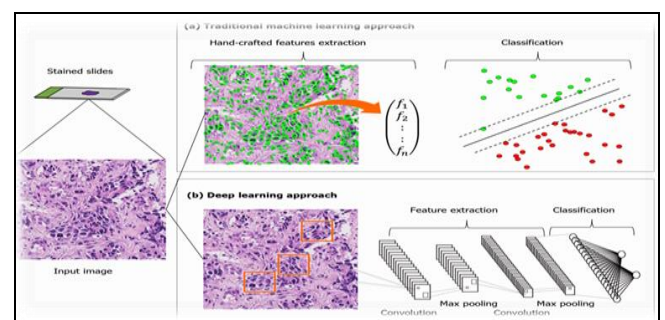 (a) Traditional machine learning approach
Hand-crafted features extraction
Classification
Stained slides
f1
f2
:
:
fn
Input image
(b) Deep learning approach
Feature extraction
Classification
Max pooling
Max pooling
Convolution
Convolution